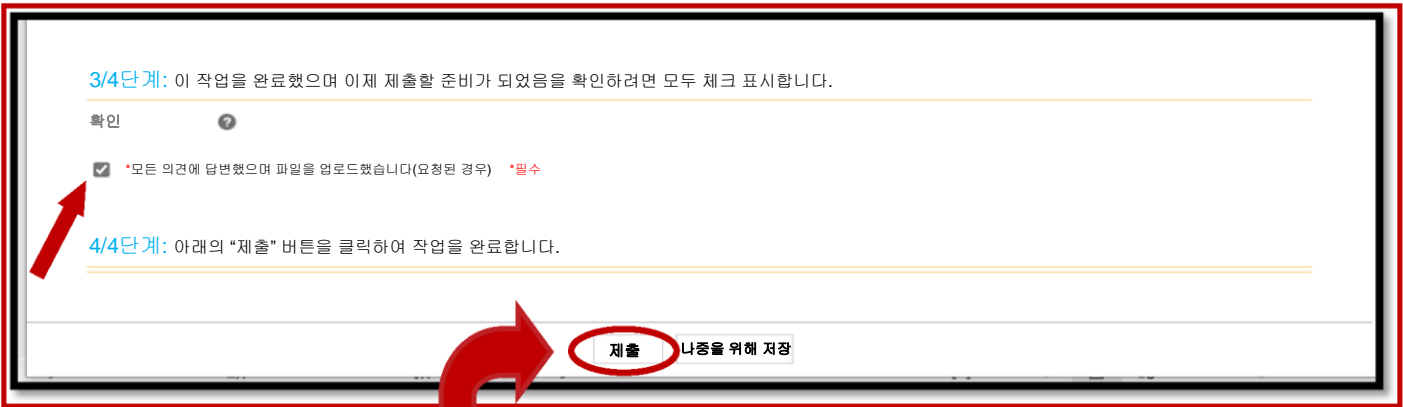 3/4단계: 이 작업을 완료했으며 이제 제출할 준비가 되었음을 확인하려면 모두 체크 표시합니다.
확인 ?
*모든 의견에 답변했으며 파일을 업로드했습니다(요청된 경우) *필수
4/4단계: 아래의 “제출” 버튼을 클릭하여 작업을 완료합니다.
제출 나중을 위해 저장